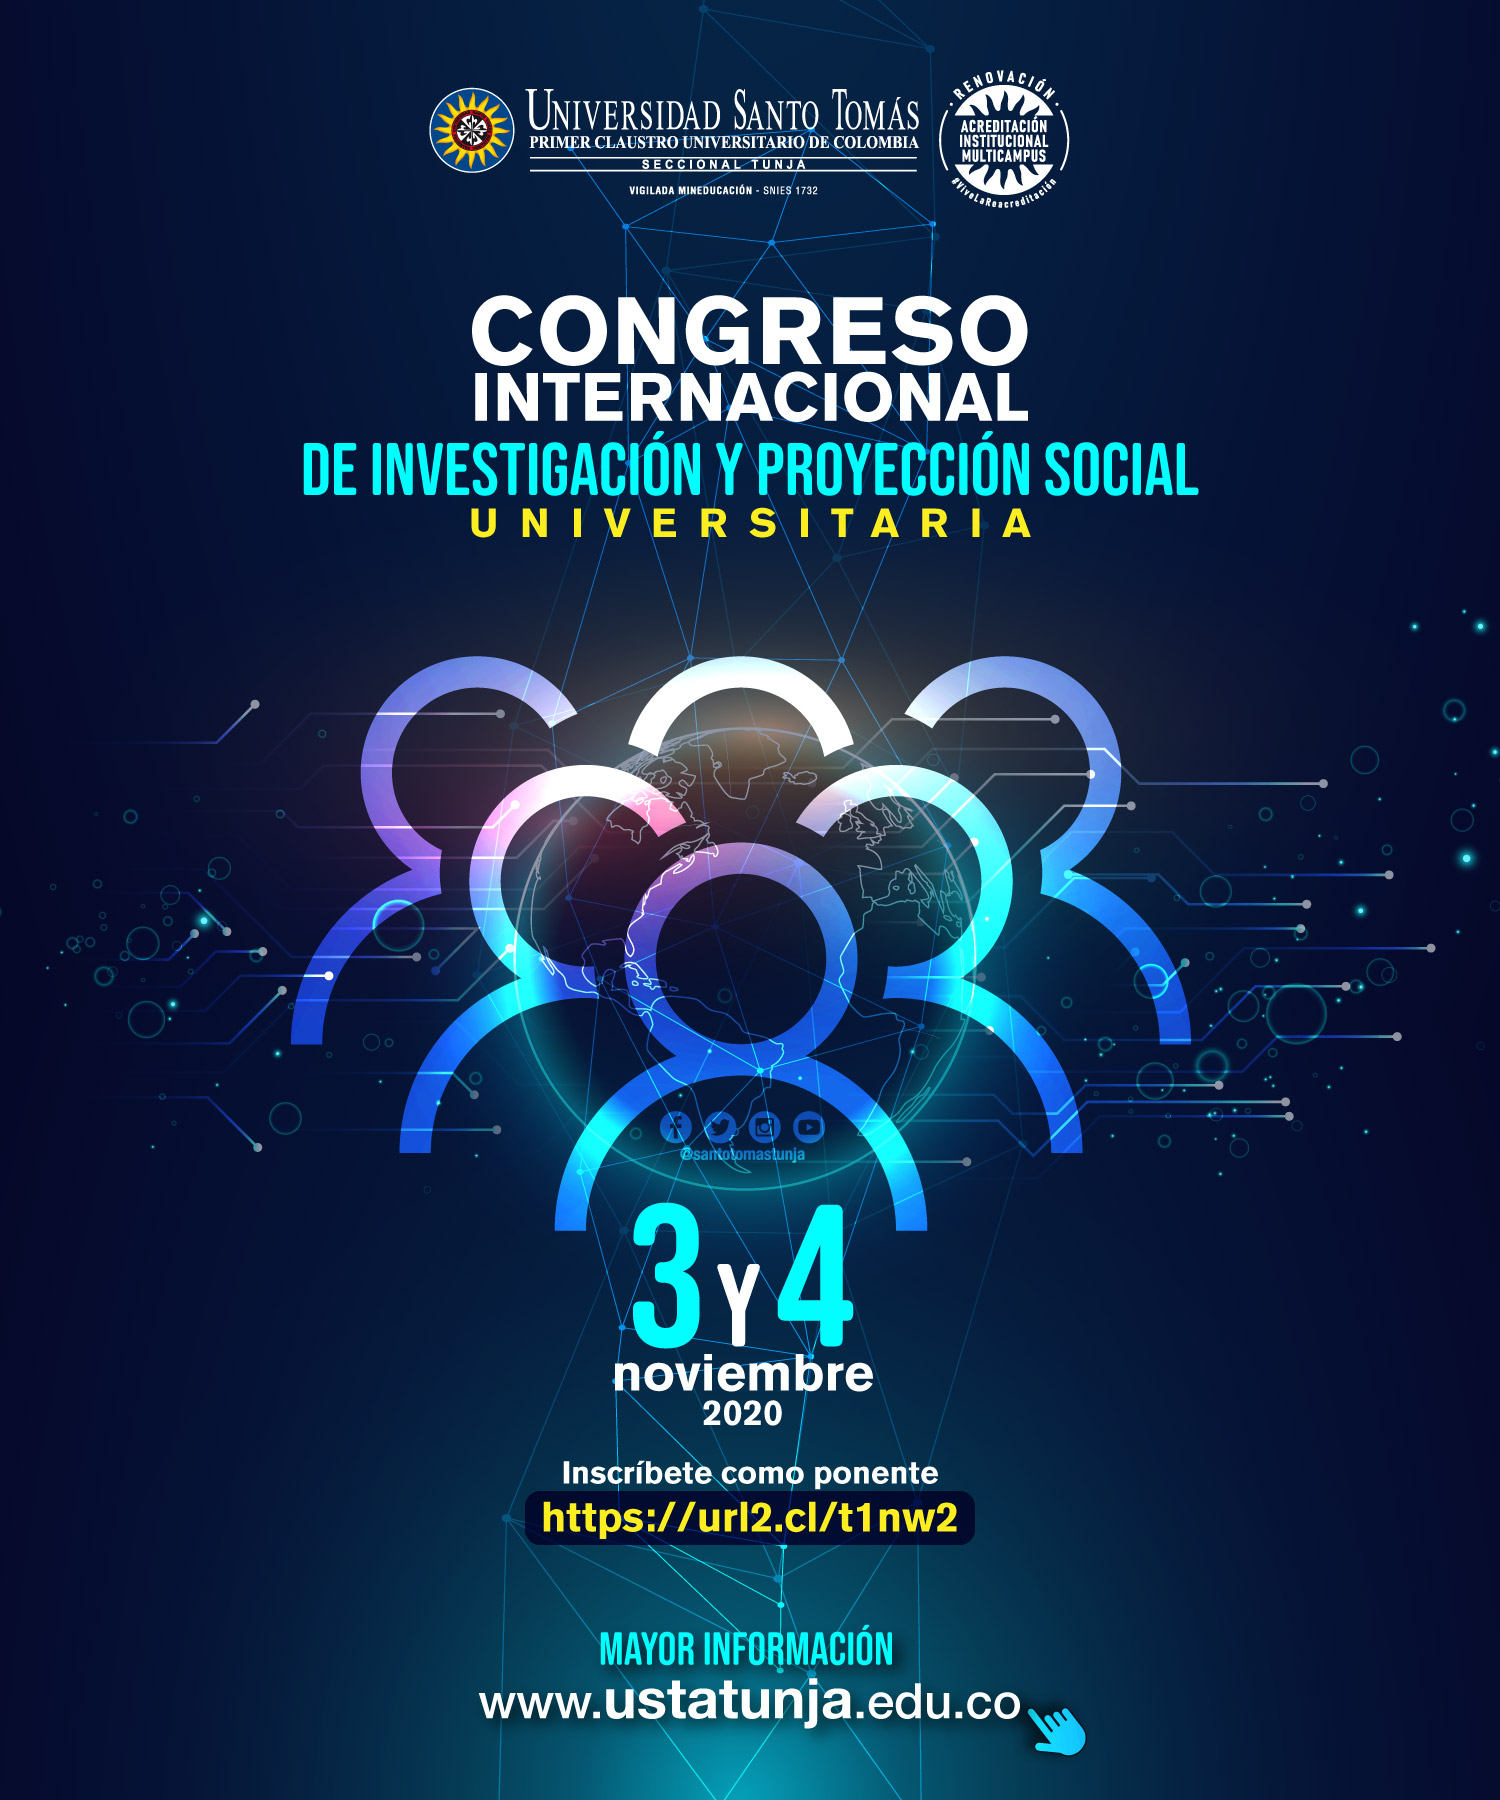 UNIVERSIDAD SANTO TOMÁS
PRIMER CLAUSTRO UNIVERSITARIO DE COLOMBIA
SECCIONAL TUNJA
VIGILADA MINEDUCACIÓN - SNIES 1732
· RENOVACIÓN ·
ACREDITACIÓN
INSTITUCIONAL
MULTICAMPUS
#ViveLaReacreditación
CONGRESO
INTERNACIONAL
DE INVESTIGACIÓN Y PROYECCIÓN SOCIAL
UNIVERSITARIA
@santotomastunja
3 Y 4
noviembre
2020
Inscríbete como ponente
https://url2.cl/t1nw2
MAYOR INFORMACIÓN
www.ustatunja.edu.co